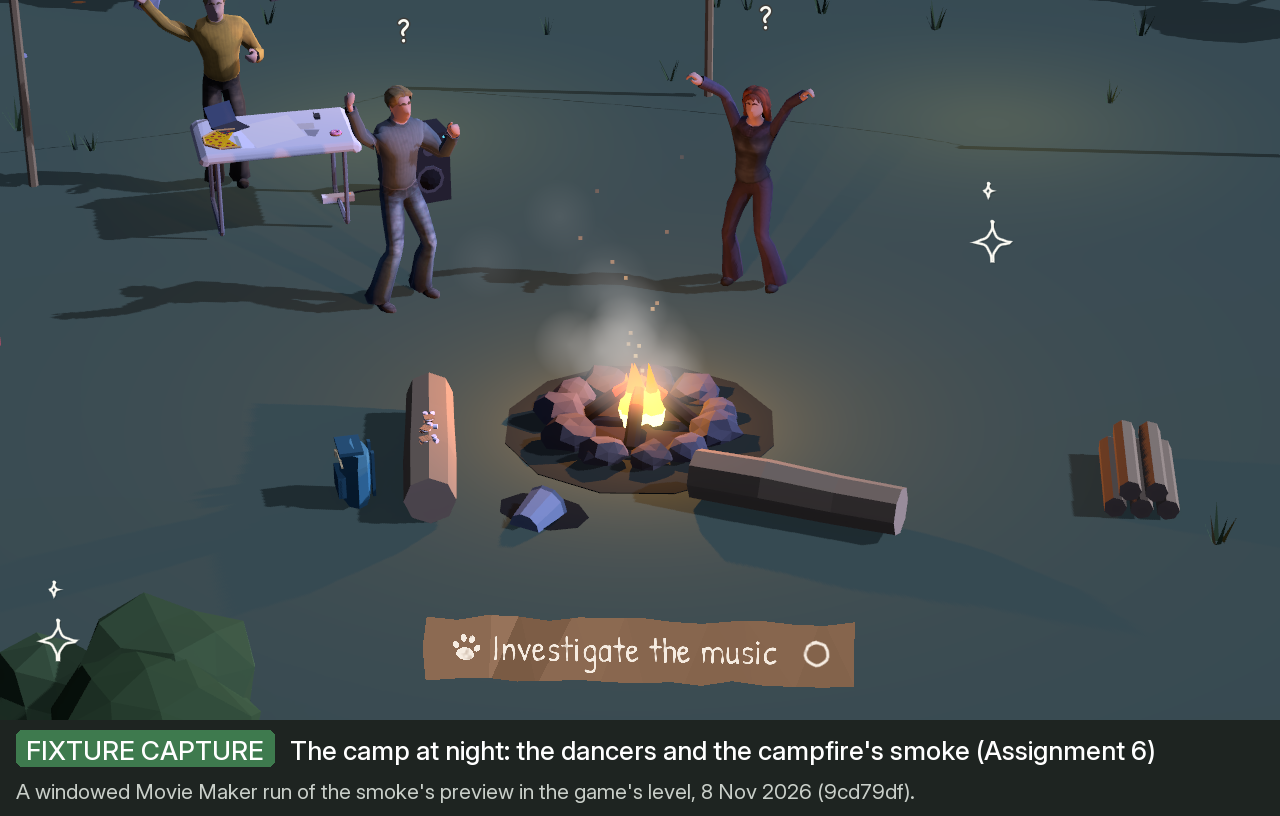 ?
?
Investigate the music
FIXTURE CAPTURE The camp at night: the dancers and the campfire's smoke (Assignment 6)
A windowed Movie Maker run of the smoke's preview in the game's level, 8 Nov 2026 (9cd79df).